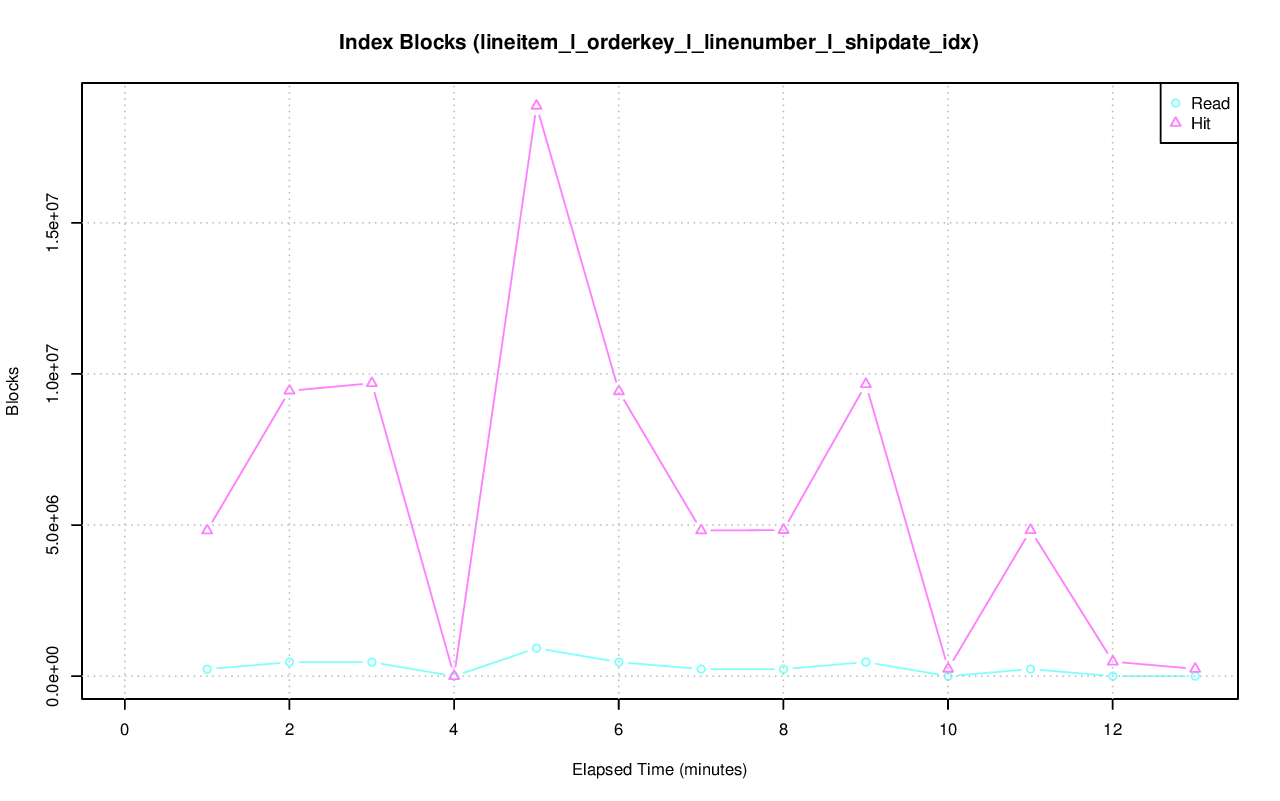 Index Blocks (lineitem_l_orderkey_l_linenumber_l_shipdate_idx)
Read
Hit
Blocks
1.5e+07
1.0e+07
5.0e+06
0.0e+00
0 2 4 6 8 10 12
Elapsed Time (minutes)